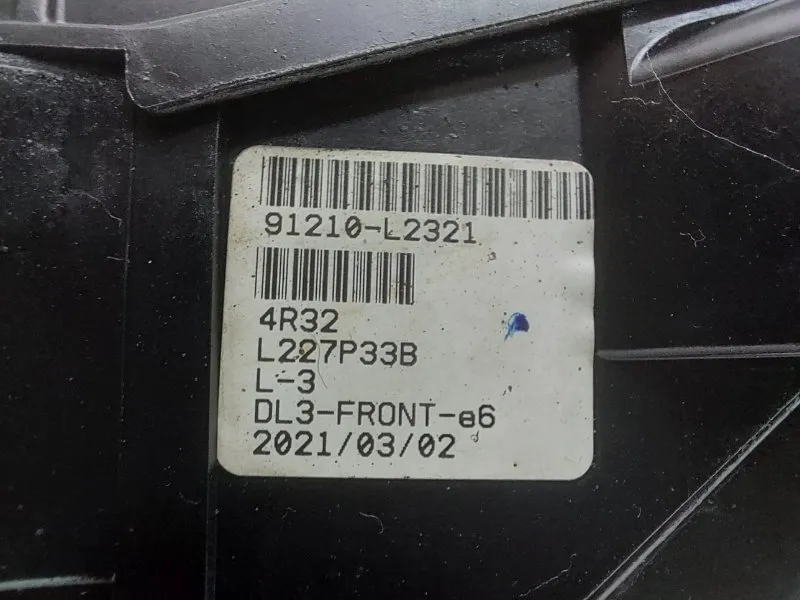 91210-L2321
4R32
L227P33B
L-3
DL3-FRONT-e6
2021/03/02